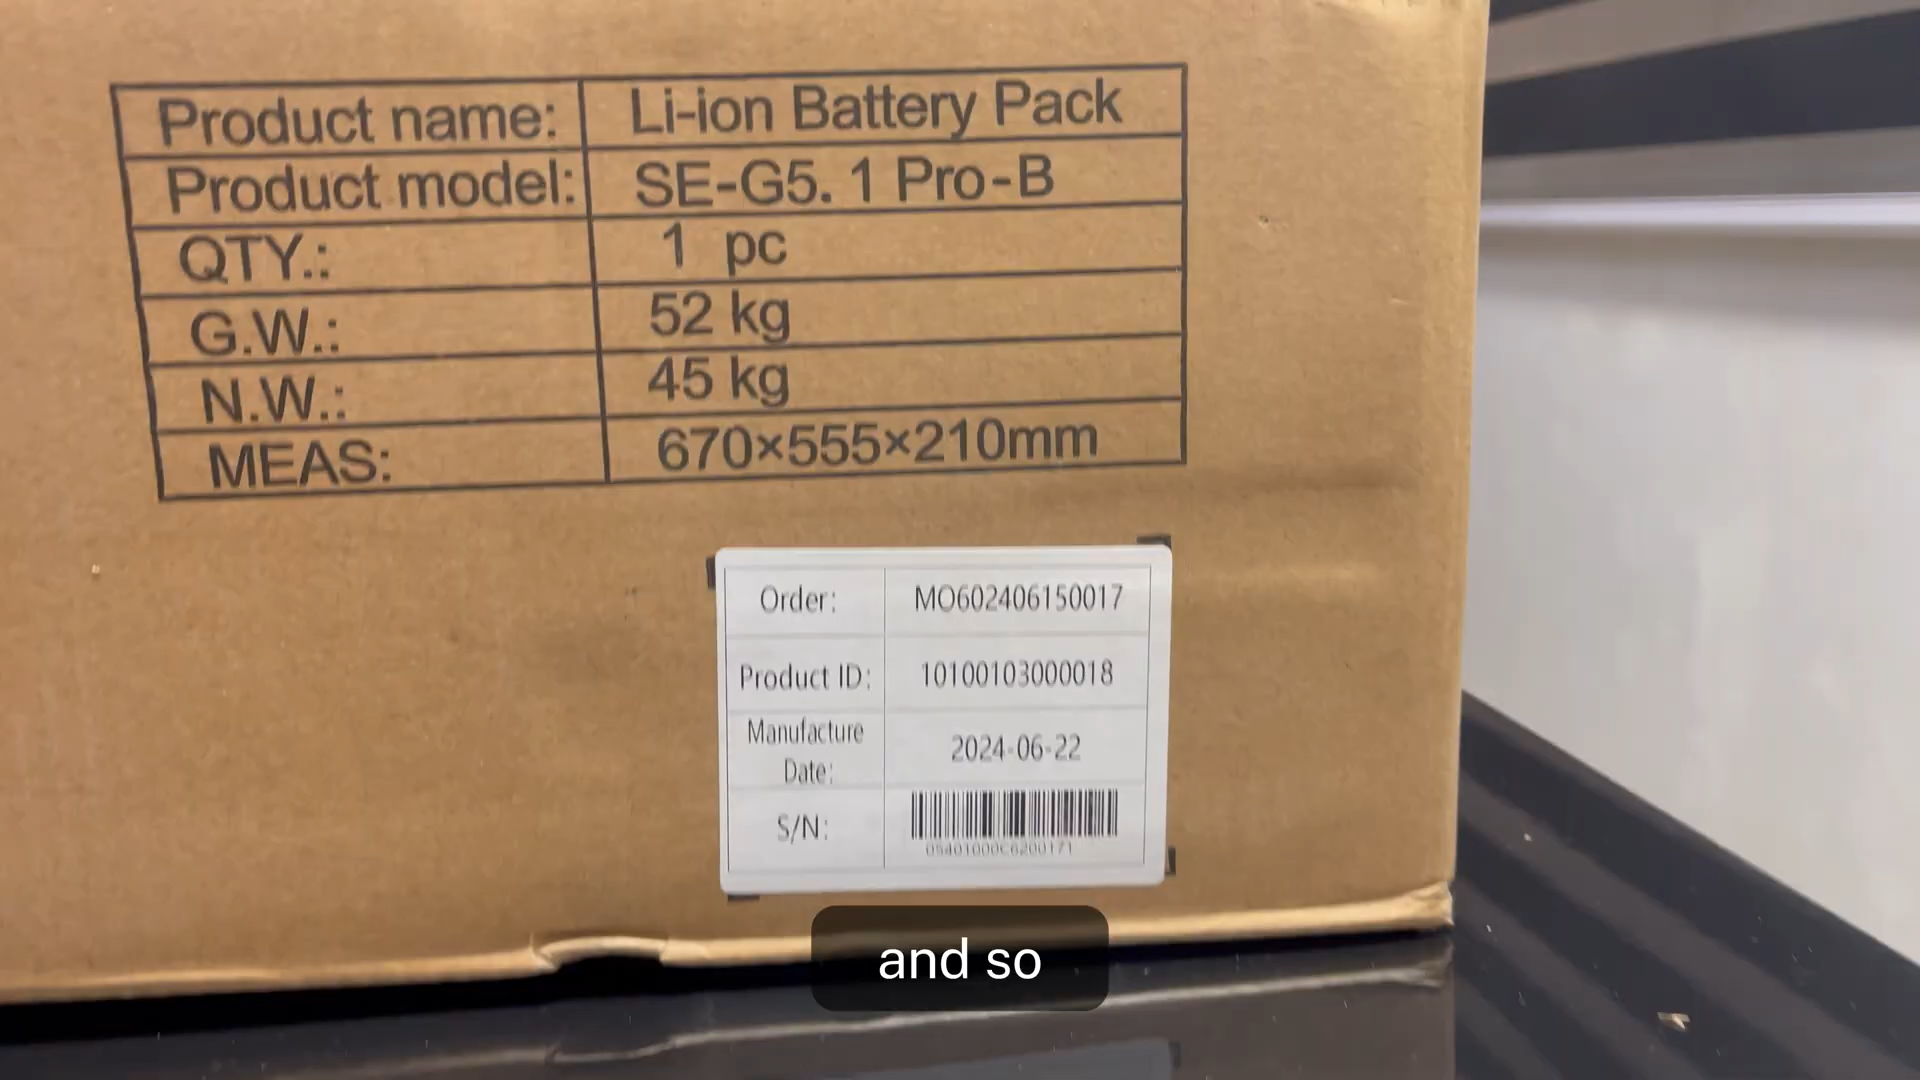 Product name: Li-ion Battery Pack
Product model: SE-G5. 1 Pro-B
QTY.: 1 pc
G.W.: 52 kg
N.W.: 45 kg
MEAS: 670×555×210mm
Order: MO602406150017
Product ID: 10100103000018
Manufacture Date: 2024-06-22
S/N:
and so